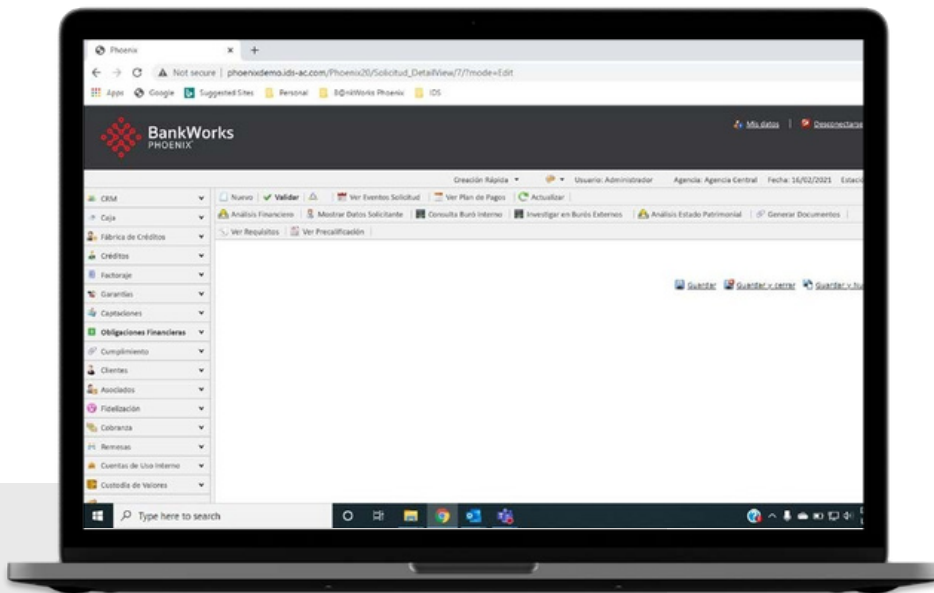 Phoenix
Not secure | phoenixdemo.ids-ac.com/Phoenix20/Solicitud_DetailView/7/?mode=Edit
Apps Google Suggested Sites Personal B@nkWorks Phoenix IDS
BankWorks
PHOENIX
Mis datos | Desconectarse
Creación Rápida Usuario: Administrador Agencia: Agencia Central Fecha: 16/02/2021 Estació
Nuevo Validar Ver Eventos Solicitud Ver Plan de Pagos Actualizar
Análisis Financiero Mostrar Datos Solicitante Consulta Buró Interno Investigar en Burós Externos Análisis Estado Patrimonial Generar Documentos
Ver Requisitos Ver Precalificación
Guardar Guardar y cerrar Guardar y Nu
CRM
Caja
Fábrica de Créditos
Créditos
Factoraje
Garantías
Captaciones
Obligaciones Financieras
Cumplimiento
Clientes
Asociados
Fidelización
Cobranza
Remesas
Cuentas de Uso Interno
Custodia de Valores
Type here to search